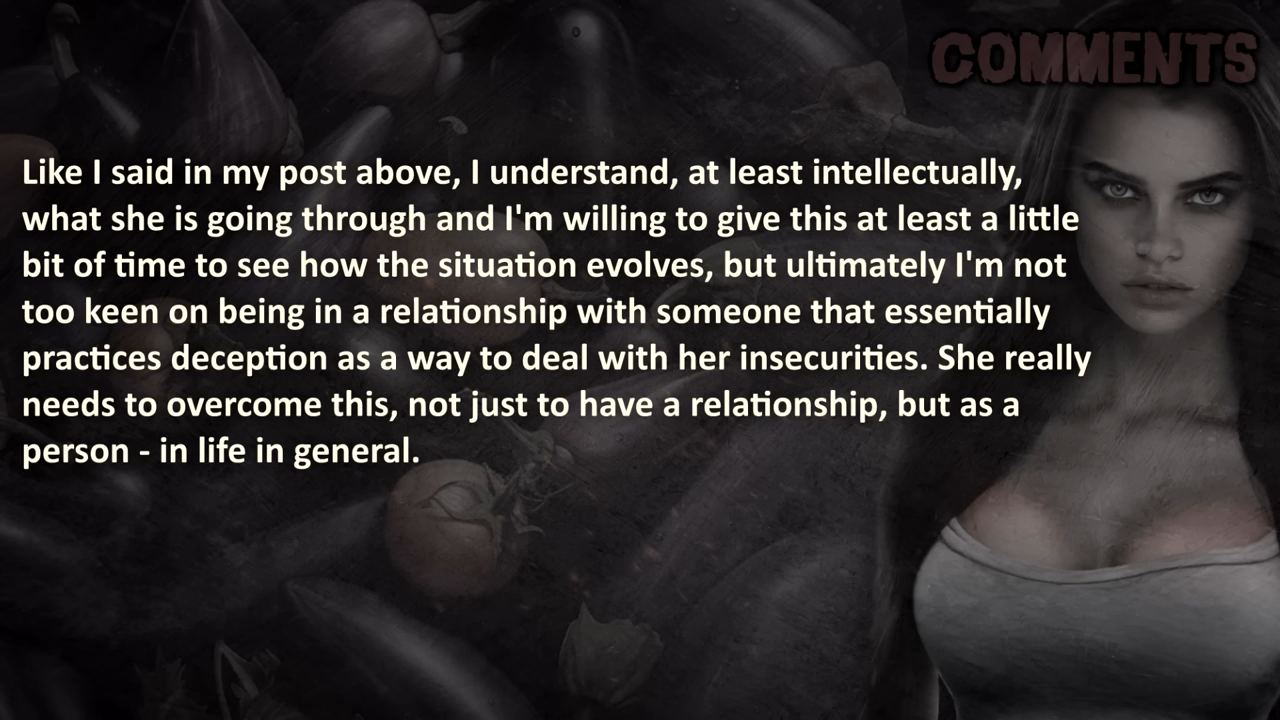 COMMENTS
Like I said in my post above, I understand, at least intellectually,
what she is going through and I'm willing to give this at least a little
bit of time to see how the situation evolves, but ultimately I'm not
too keen on being in a relationship with someone that essentially
practices deception as a way to deal with her insecurities. She really
needs to overcome this, not just to have a relationship, but as a
person - in life in general.